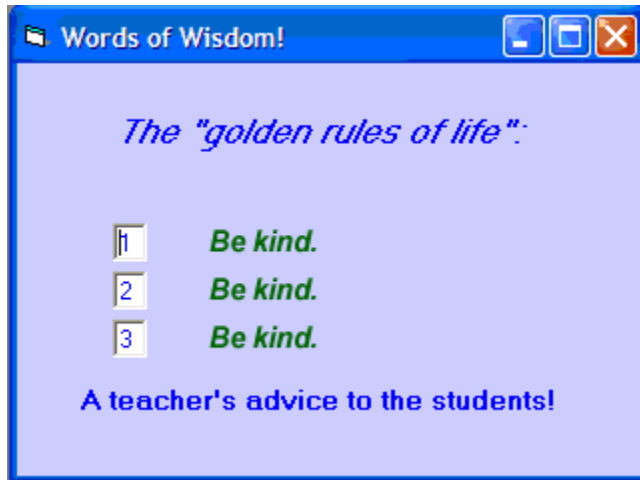 Words of Wisdom!
The "golden rules of life":
1 Be kind.
2 Be kind.
3 Be kind.
A teacher's advice to the students!